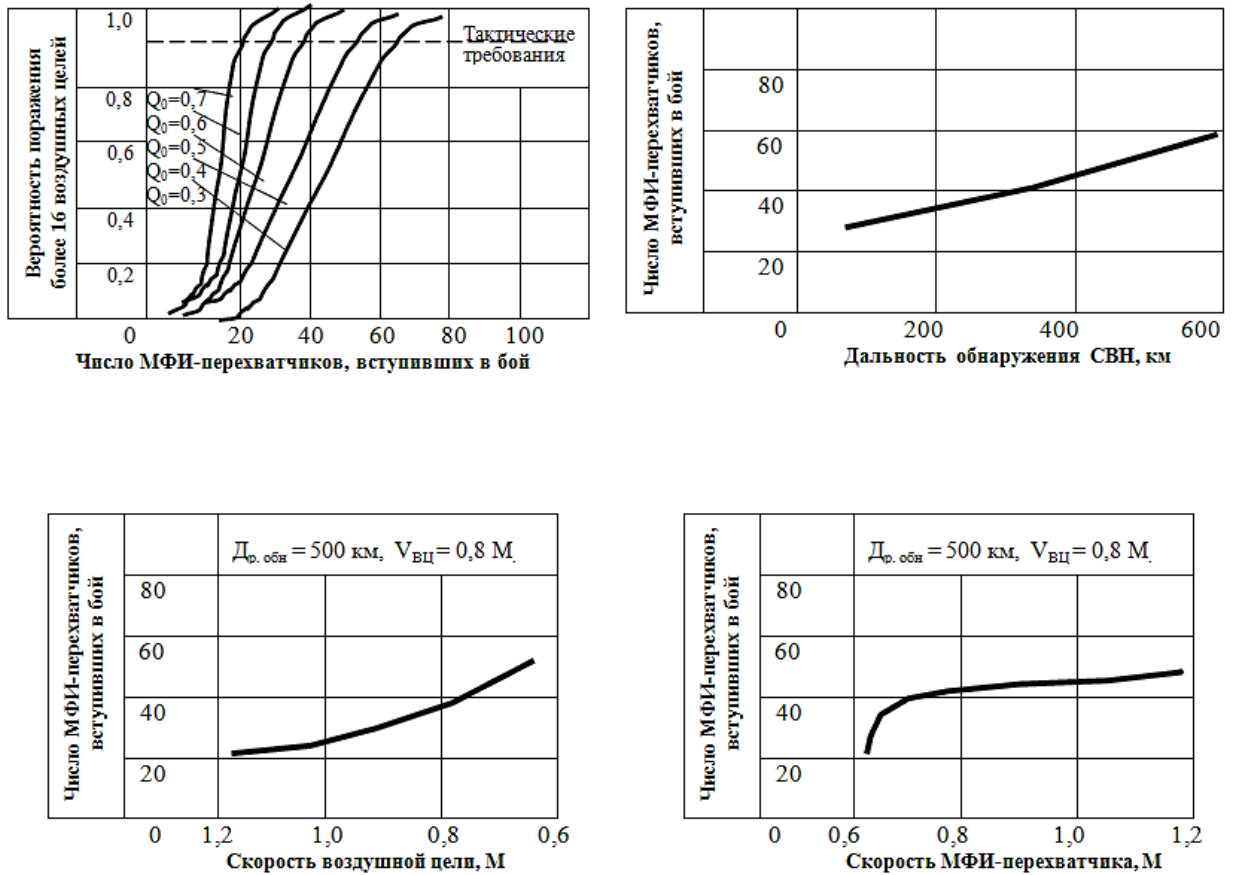 Вероятность поражения
более 16 воздушных целей
1,0
0,8
0,6
0,4
0,2
Тактические
требования
Q₀=0,7
Q₀=0,6
Q₀=0,5
Q₀=0,4
Q₀=0,3
0 20 40 60 80 100
Число МФИ-перехватчиков, вступивших в бой
Число МФИ-перехватчиков,
вступивших в бой
80
60
40
20
0 200 400 600
Дальность обнаружения СВН, км
Число МФИ-перехватчиков,
вступивших в бой
Др. обн = 500 км, VВЦ = 0,8 М.
80
60
40
20
0 1,2 1,0 0,8 0,6
Скорость воздушной цели, М
Число МФИ-перехватчиков,
вступивших в бой
Др. обн = 500 км, VВЦ = 0,8 М.
80
60
40
20
0 0,6 0,8 1,0 1,2
Скорость МФИ-перехватчика, М